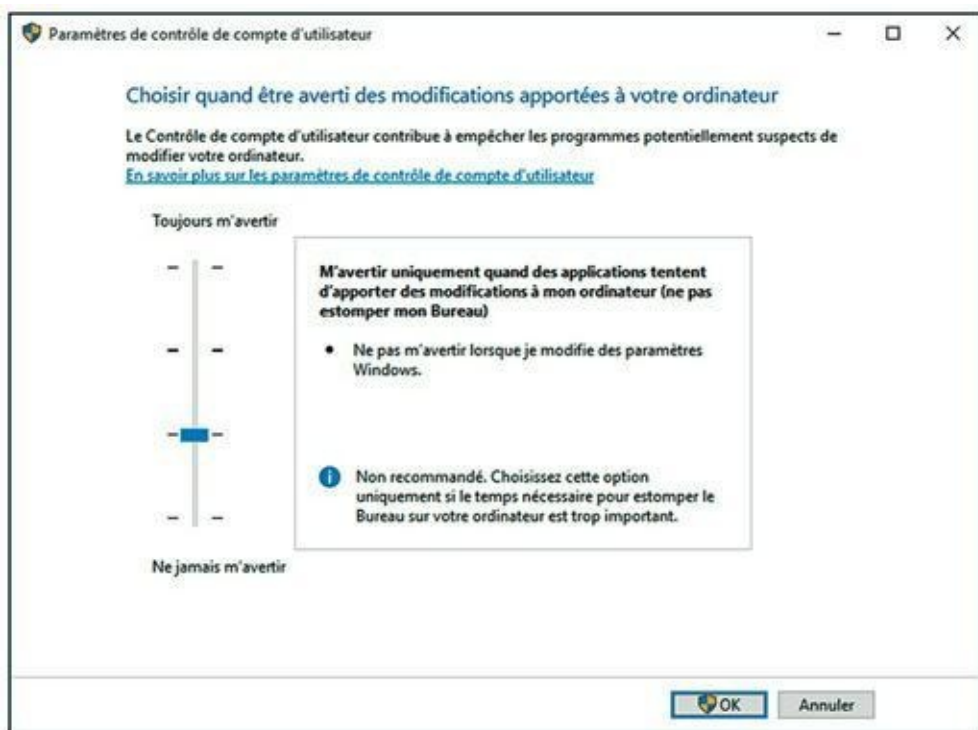 Paramètres de contrôle de compte d'utilisateur
Choisir quand être averti des modifications apportées à votre ordinateur
Le Contrôle de compte d'utilisateur contribue à empêcher les programmes potentiellement suspects de
modifier votre ordinateur.
En savoir plus sur les paramètres de contrôle de compte d'utilisateur
Toujours m'avertir
M'avertir uniquement quand des applications tentent
d'apporter des modifications à mon ordinateur (ne pas
estomper mon Bureau)
• Ne pas m'avertir lorsque je modifie des paramètres
Windows.
Non recommandé. Choisissez cette option
uniquement si le temps nécessaire pour estomper le
Bureau sur votre ordinateur est trop important.
Ne jamais m'avertir
OK
Annuler